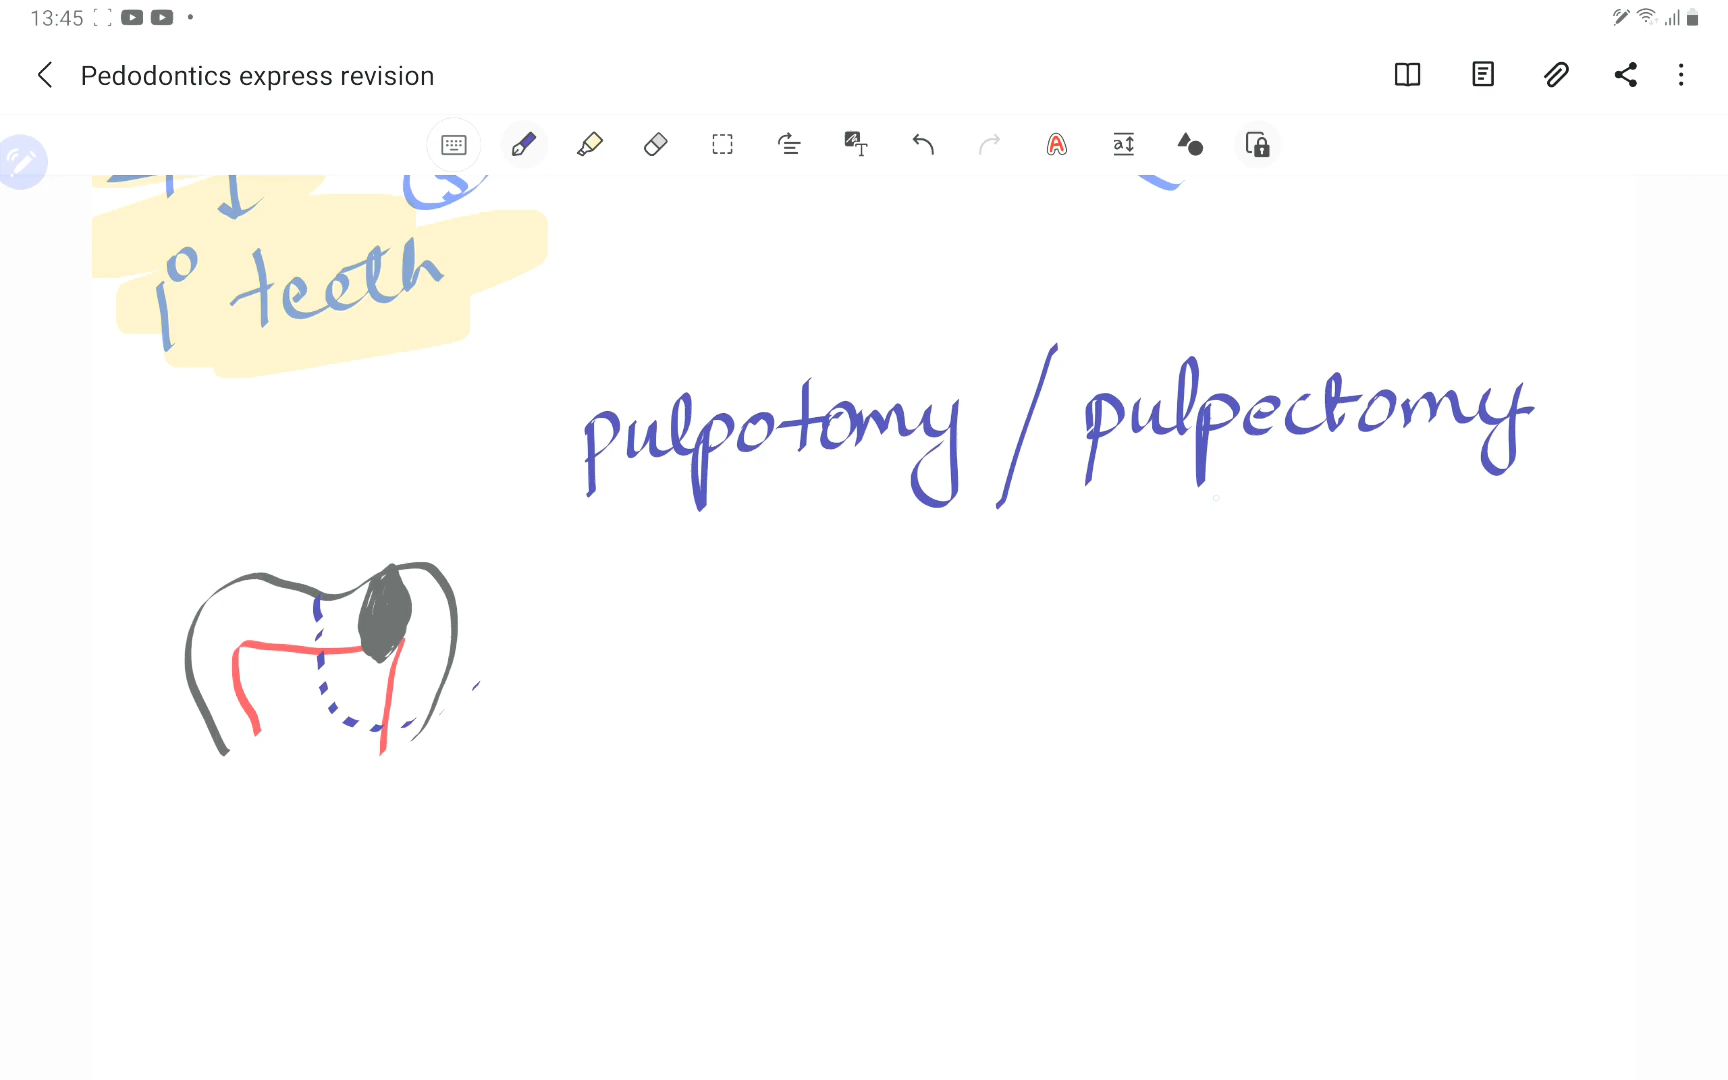 13:45
Pedodontics express revision
1° teeth
pulpotomy / pulpectomy